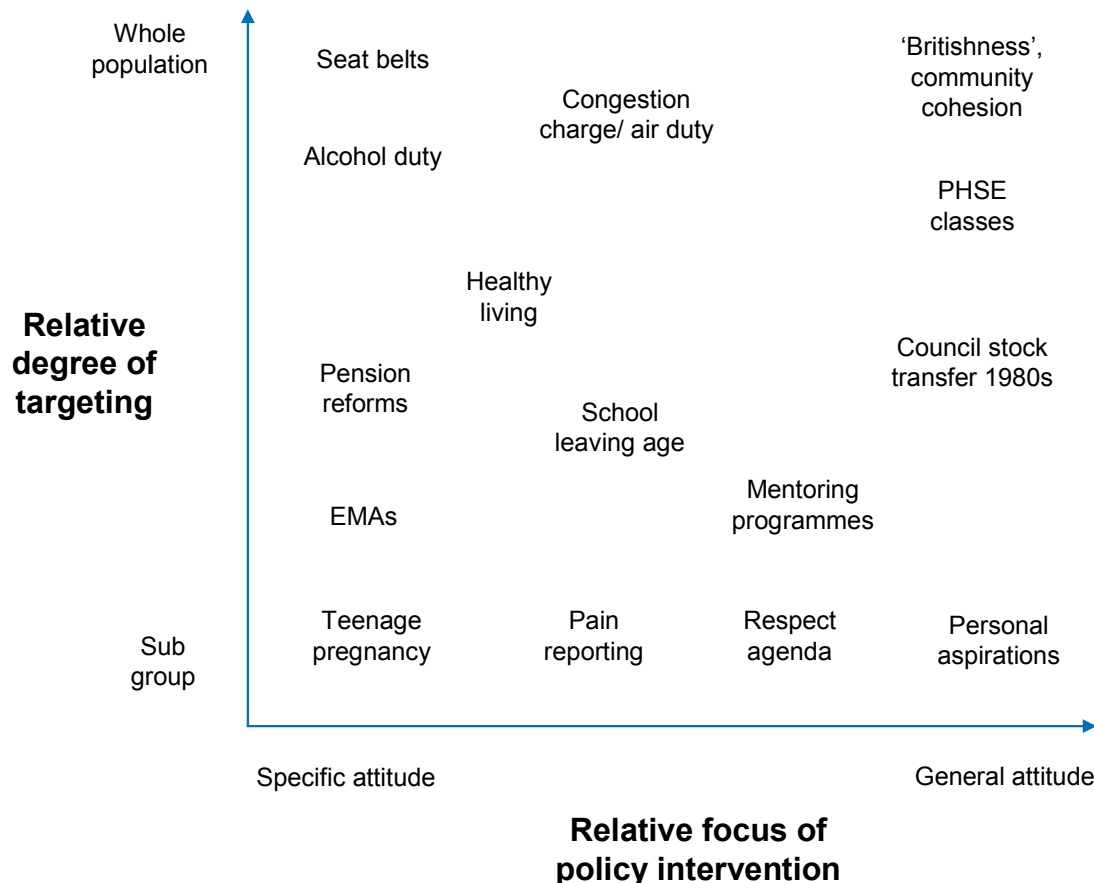 Whole
population
Seat belts
‘Britishness’,
community
cohesion
Congestion
charge/ air duty
Alcohol duty
PHSE
classes
Healthy
living
Relative
degree of
targeting
Council stock
transfer 1980s
Pension
reforms
School
leaving age
Mentoring
programmes
EMAs
Teenage
pregnancy
Pain
reporting
Respect
agenda
Personal
aspirations
Sub
group
Specific attitude
General attitude
Relative focus of
policy intervention